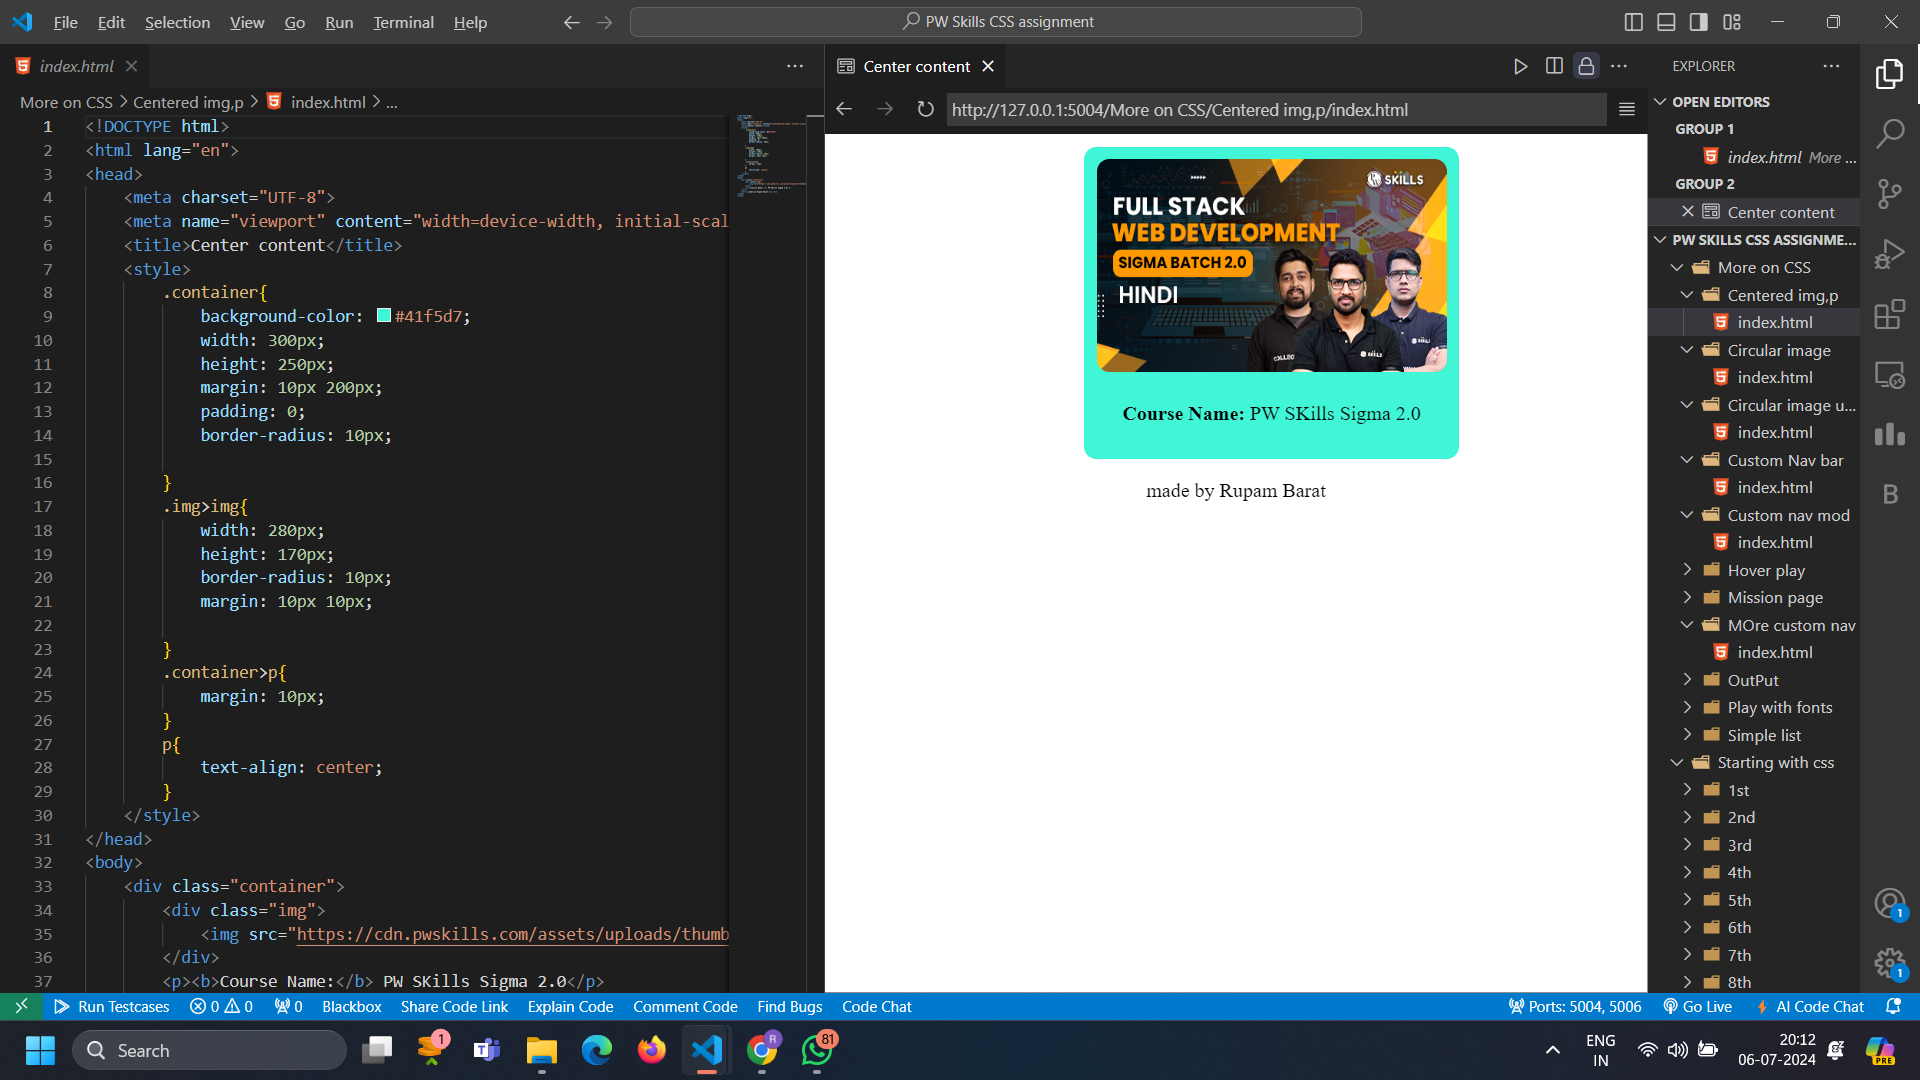 File Edit Selection View Go Run Terminal Help
PW Skills CSS assignment
index.html
More on CSS > Centered img,p > index.html > ...
1 <!DOCTYPE html>
2 <html lang="en">
3 <head>
4 <meta charset="UTF-8">
5 <meta name="viewport" content="width=device-width, initial-scal
6 <title>Center content</title>
7 <style>
8 .container{
9 background-color: #41f5d7;
10 width: 300px;
11 height: 250px;
12 margin: 10px 200px;
13 padding: 0;
14 border-radius: 10px;
15
16 }
17 .img>img{
18 width: 280px;
19 height: 170px;
20 border-radius: 10px;
21 margin: 10px 10px;
22
23 }
24 .container>p{
25 margin: 10px;
26 }
27 p{
28 text-align: center;
29 }
30 </style>
31 </head>
32 <body>
33 <div class="container">
34 <div class="img">
35 <img src="https://cdn.pwskills.com/assets/uploads/thumb
36 </div>
37 <p><b>Course Name:</b> PW SKills Sigma 2.0</p>
Center content
http://127.0.0.1:5004/More on CSS/Centered img,p/index.html
SKILLS
FULL STACK
WEB DEVELOPMENT
SIGMA BATCH 2.0
HINDI
Course Name: PW SKills Sigma 2.0
made by Rupam Barat
EXPLORER
OPEN EDITORS
GROUP 1
index.html More ...
GROUP 2
Center content
PW SKILLS CSS ASSIGNME...
More on CSS
Centered img,p
index.html
Circular image
index.html
Circular image u...
index.html
Custom Nav bar
index.html
Custom nav mod
index.html
Hover play
Mission page
MOre custom nav
index.html
OutPut
Play with fonts
Simple list
Starting with css
1st
2nd
3rd
4th
5th
6th
7th
8th
B
1
1
Run Testcases 0 0 0 Blackbox Share Code Link Explain Code Comment Code Find Bugs Code Chat
Ports: 5004, 5006 Go Live AI Code Chat
Search
1
R
81
ENG
IN
20:12
06-07-2024
PRE